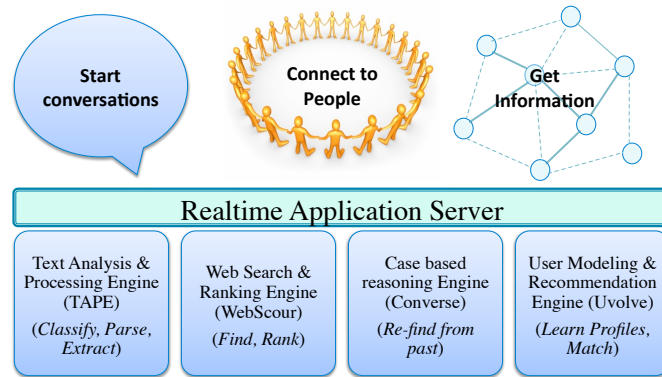 Start
conversations
Connect to
People
Get
Information
Realtime Application Server
Text Analysis &
Processing Engine
(TAPE)
(Classify, Parse,
Extract)
Web Search &
Ranking Engine
(WebScour)
(Find, Rank)
Case based
reasoning Engine
(Converse)
(Re-find from
past)
User Modeling &
Recommendation
Engine (Uvolve)
(Learn Profiles,
Match)